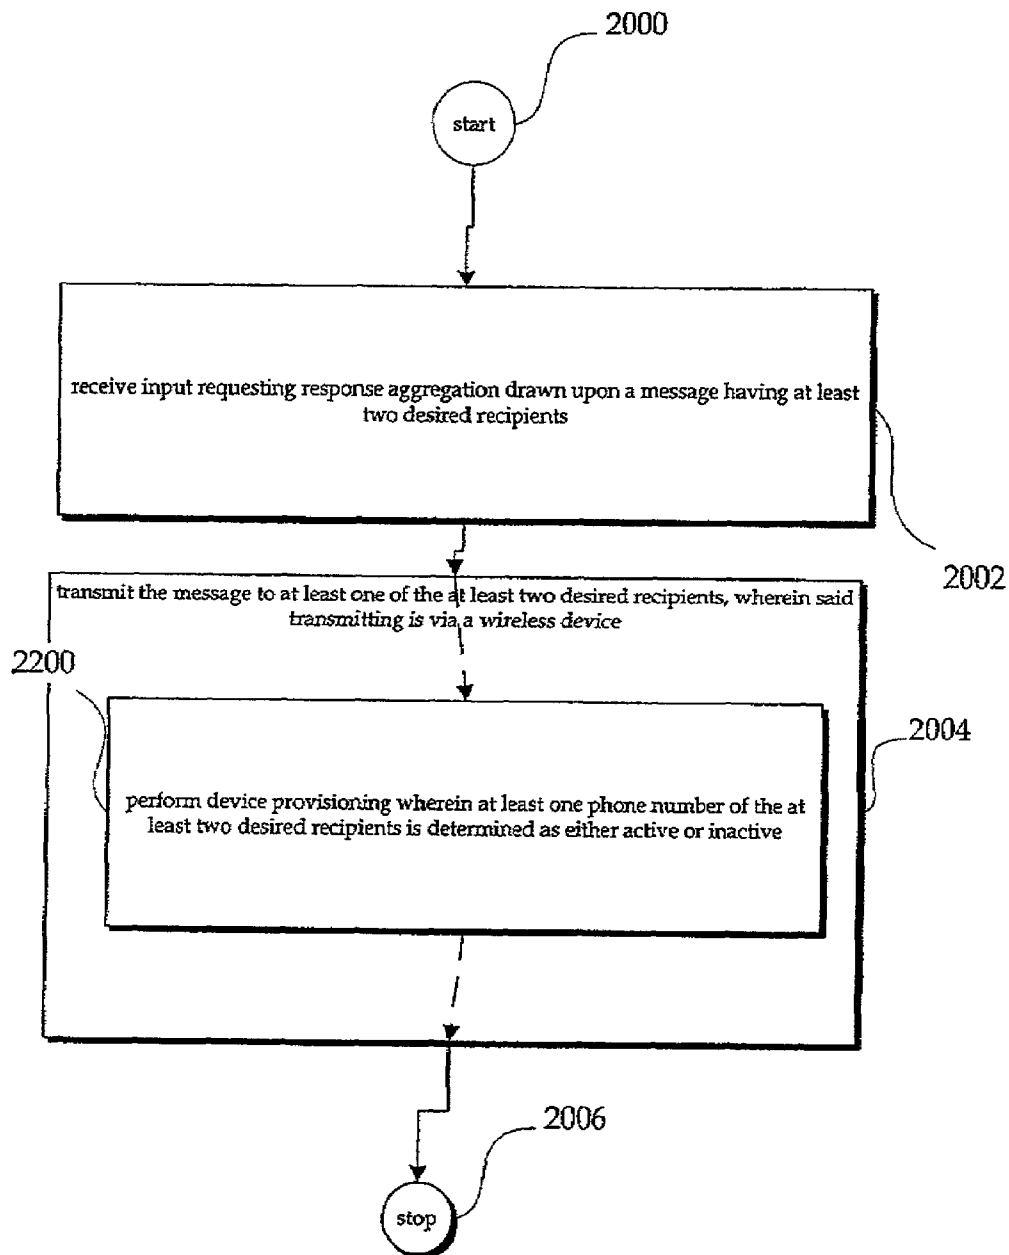 2000
start
receive input requesting response aggregation drawn upon a message having at least
two desired recipients
2002
transmit the message to at least one of the at least two desired recipients, wherein said
transmitting is via a wireless device
2200
2004
perform device provisioning wherein at least one phone number of the at
least two desired recipients is determined as either active or inactive
2006
stop